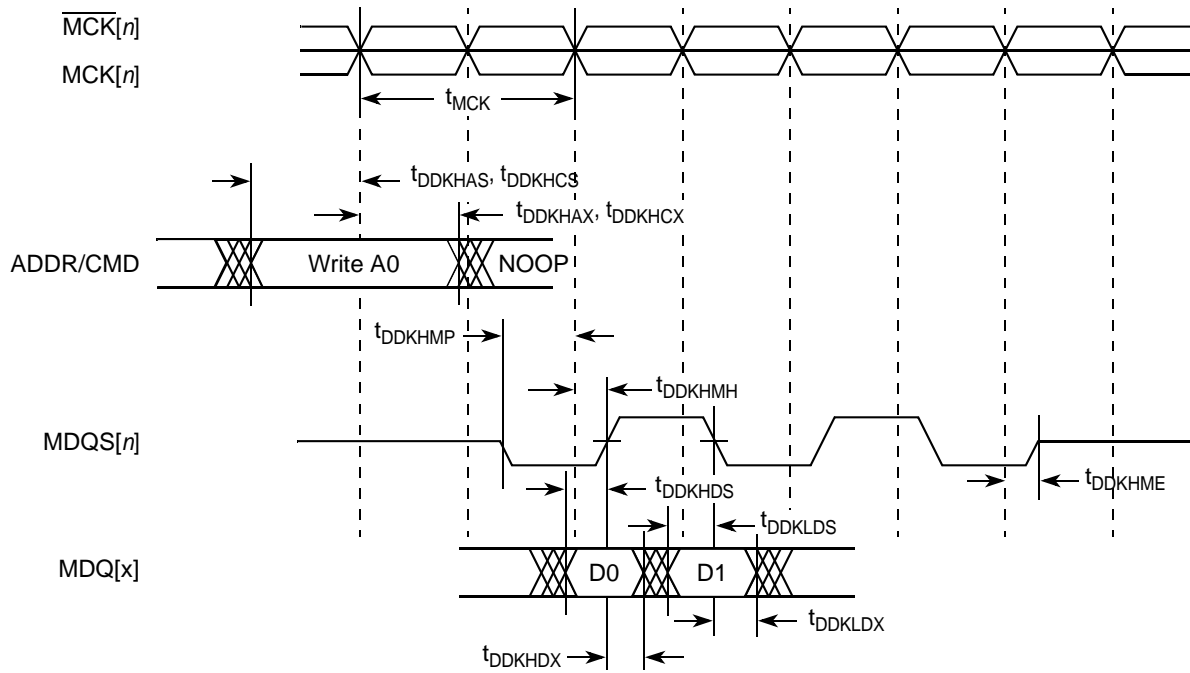 MCK[n]
MCK[n]
tMCK
tDDKHAS, tDDKHCS
tDDKHAX, tDDKHCX
ADDR/CMD
Write A0
NOOP
tDDKHMP
tDDKHMH
MDQS[n]
tDDKHDS
tDDKHME
tDDKLDS
MDQ[x]
D0
D1
tDDKLDX
tDDKHDX